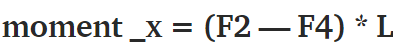 moment _x = (F2 — F4) * L